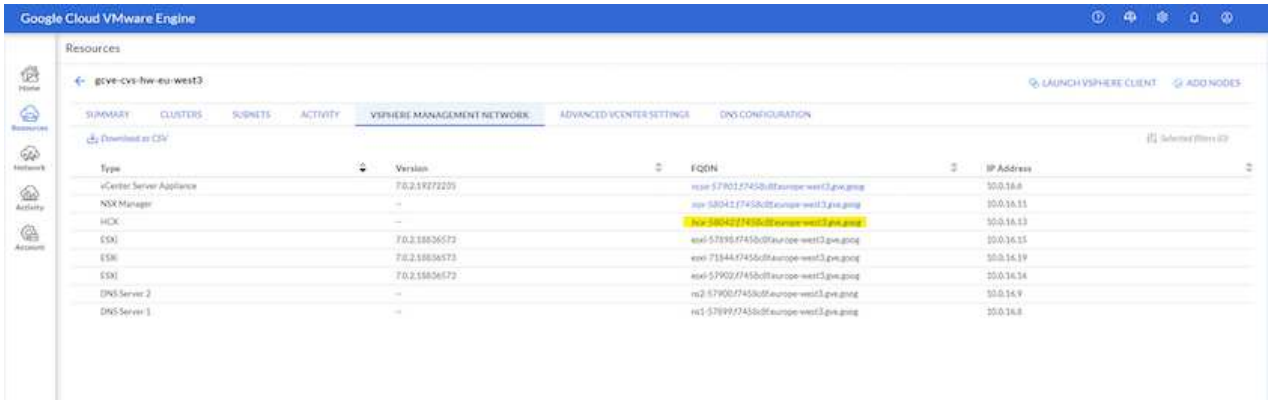 Google Cloud VMware Engine
Resources
gcve-cvs-hw-eu-west3
LAUNCH VSPHERE CLIENT ADD NODES
Home
Resources
Network
Activity
Account
SUMMARY CLUSTERS SUBNETS ACTIVITY VSPHERE MANAGEMENT NETWORK ADVANCED VCENTER SETTINGS DNS CONFIGURATION
Download as CSV Selected filters (0)
Type Version FQDN IP Address
vCenter Server Appliance 7.0.2.19272235 10.0.16.6
NSX Manager -- 10.0.16.11
HCX -- 10.0.16.13
ESXi 7.0.2.18836573 10.0.16.15
ESXi 7.0.2.18836573 10.0.16.19
ESXi 7.0.2.18836573 10.0.16.14
DNS Server 2 -- 10.0.16.9
DNS Server 1 -- 10.0.16.8